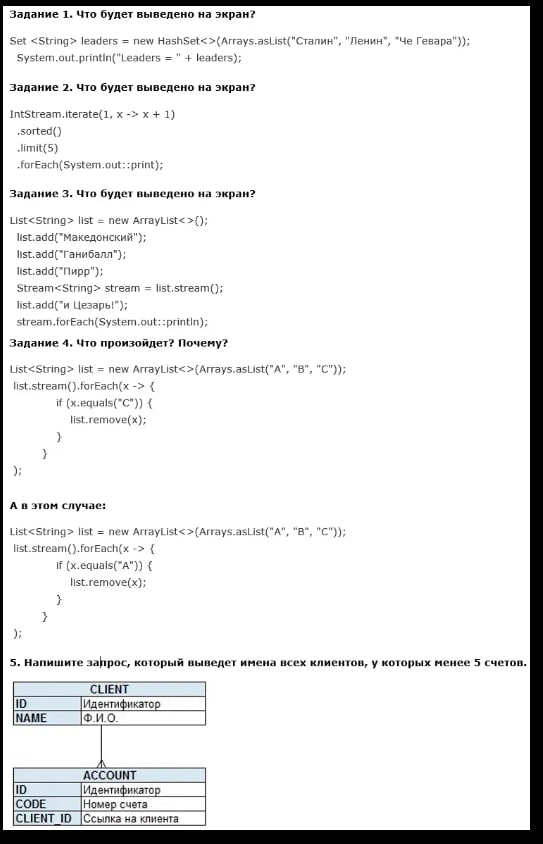 Задание 1. Что будет выведено на экран?
Set <String> leaders = new HashSet<>(Arrays.asList("Сталин", "Ленин", "Че Гевара"));
System.out.println("Leaders = " + leaders);
Задание 2. Что будет выведено на экран?
IntStream.iterate(1, x -> x + 1)
.sorted()
.limit(5)
.forEach(System.out::print);
Задание 3. Что будет выведено на экран?
List<String> list = new ArrayList<>();
list.add("Македонский");
list.add("Ганибалл");
list.add("Пирр");
Stream<String> stream = list.stream();
list.add("и Цезарь!");
stream.forEach(System.out::println);
Задание 4. Что произойдет? Почему?
List<String> list = new ArrayList<>(Arrays.asList("A", "B", "C"));
list.stream().forEach(x -> {
if (x.equals("C")) {
list.remove(x);
}
}
);
А в этом случае:
List<String> list = new ArrayList<>(Arrays.asList("A", "B", "C"));
list.stream().forEach(x -> {
if (x.equals("A")) {
list.remove(x);
}
}
);
5. Напишите запрос, который выведет имена всех клиентов, у которых менее 5 счетов.
CLIENT
ID Идентификатор
NAME Ф.И.О.
ACCOUNT
ID Идентификатор
CODE Номер счета
CLIENT_ID Ссылка на клиента